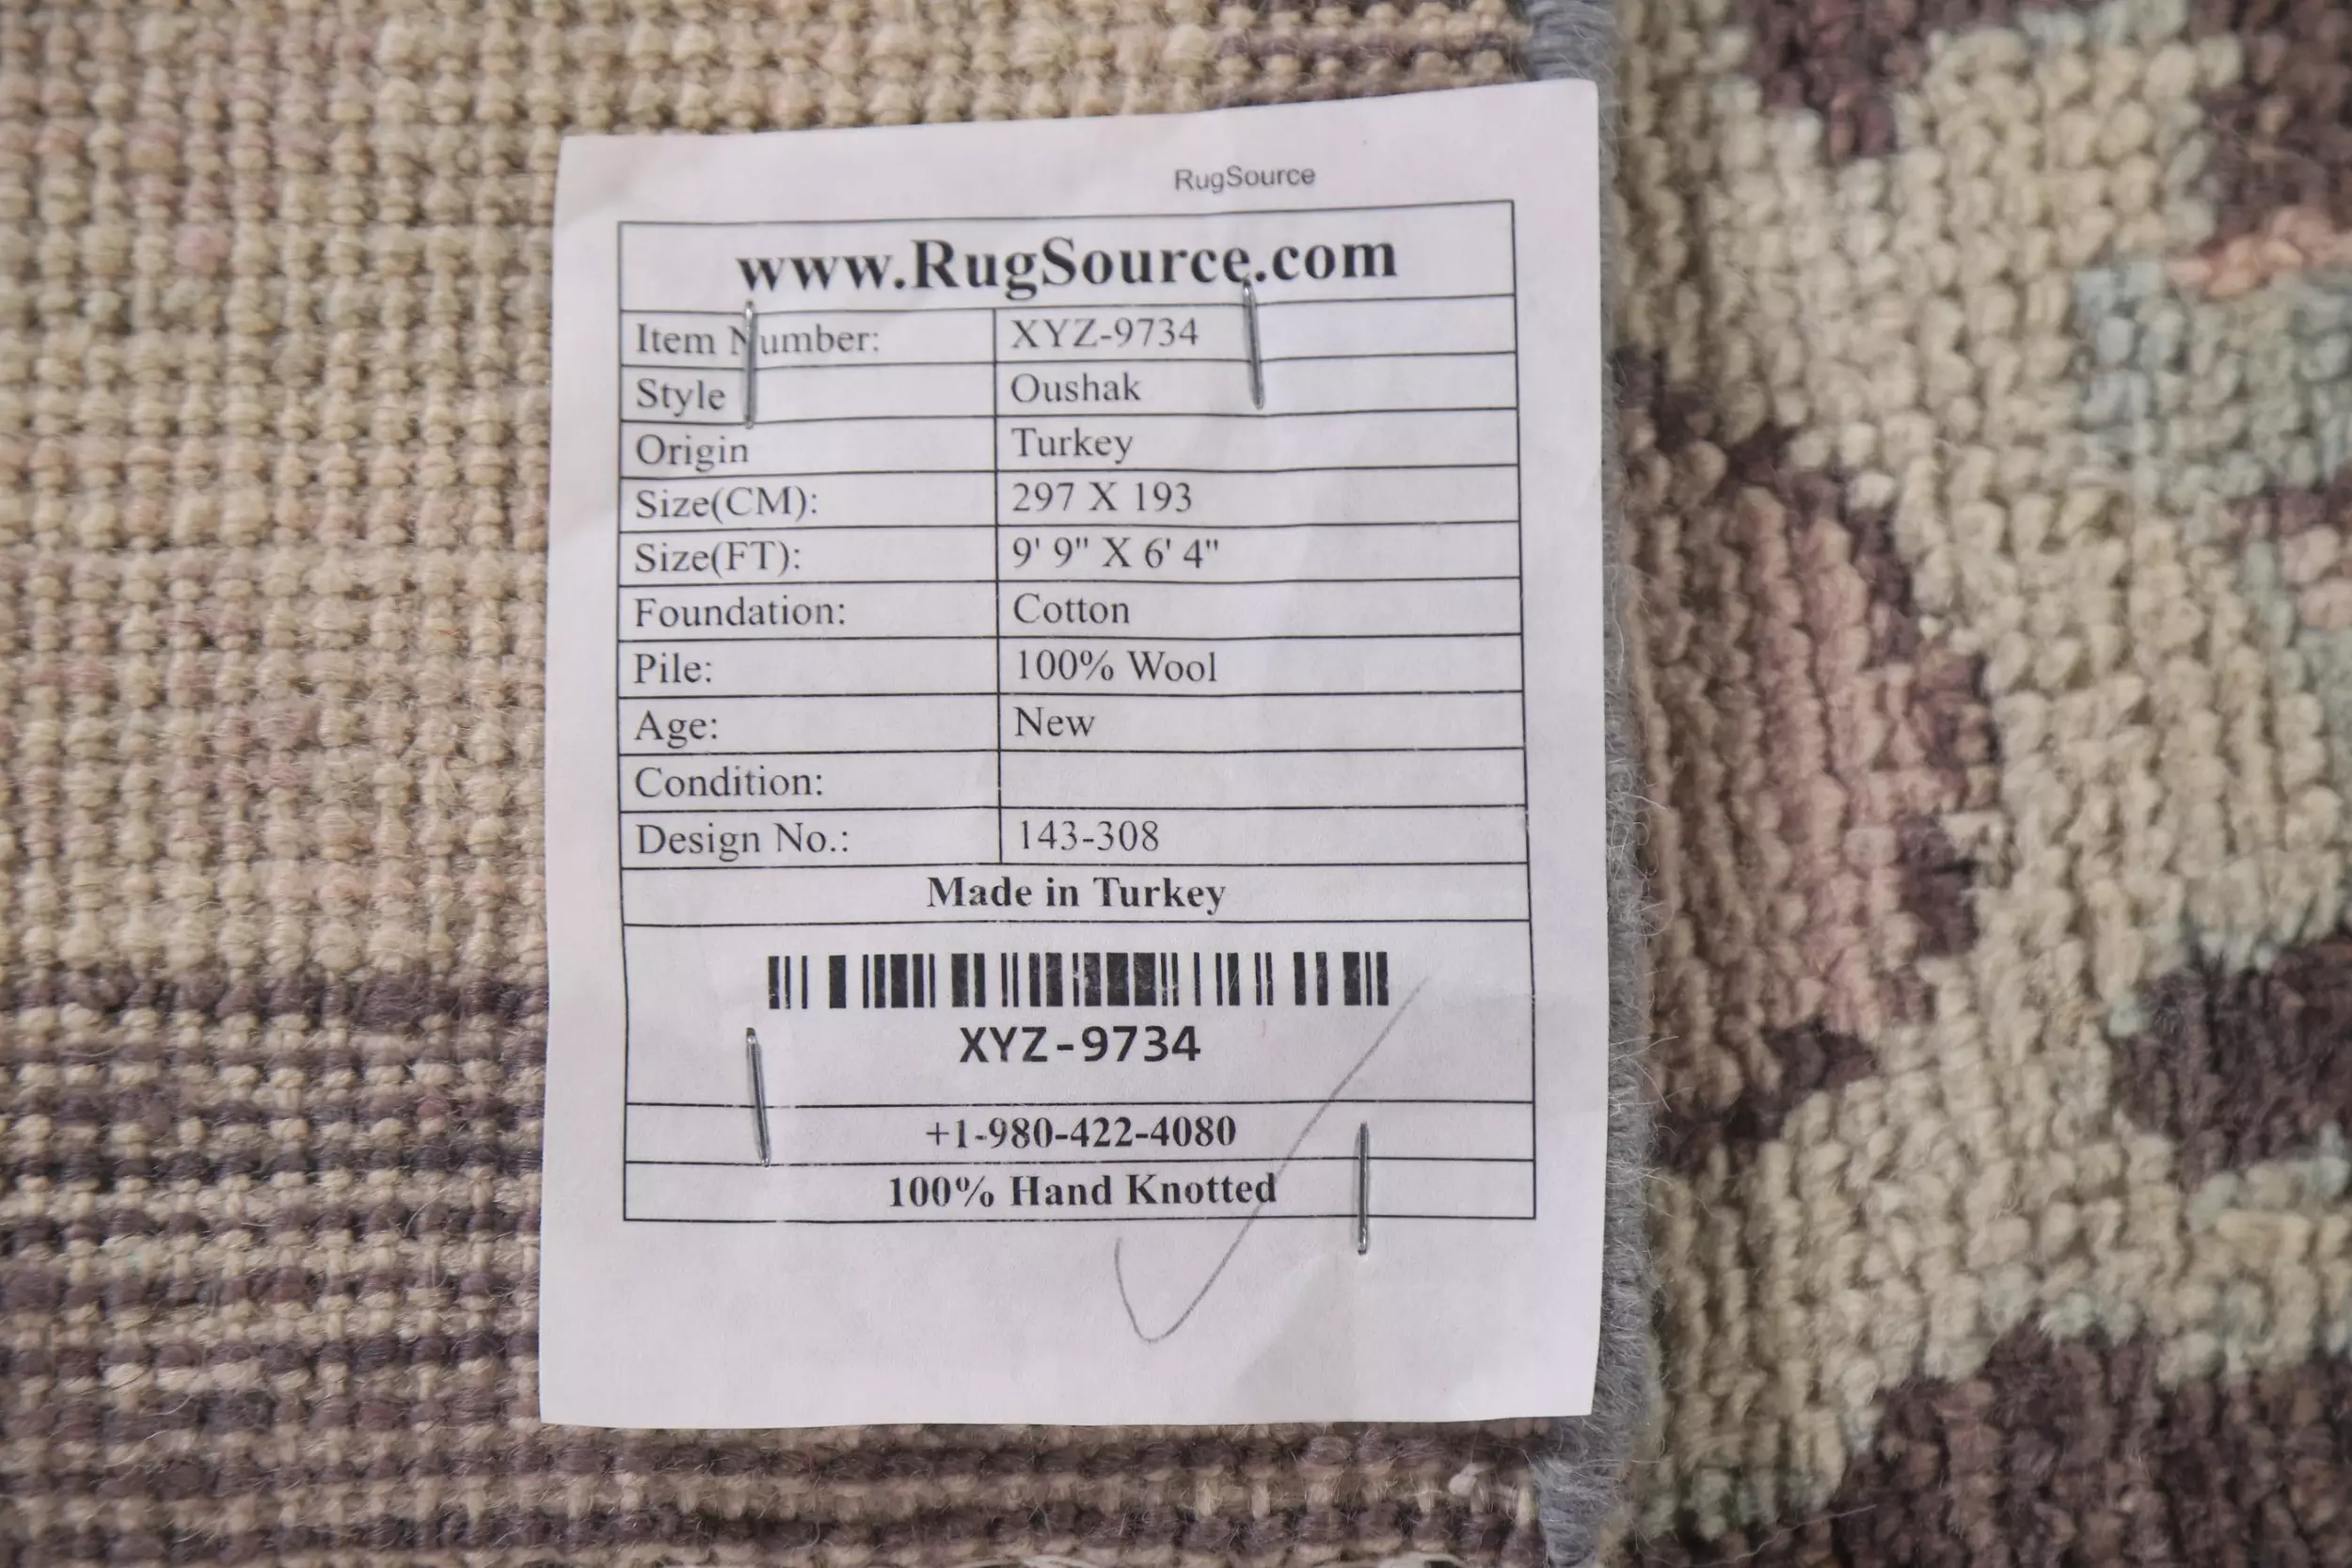 RugSource
www.RugSource.com
Item Number: XYZ-9734
Style Oushak
Origin Turkey
Size(CM): 297 X 193
Size(FT): 9' 9" X 6' 4"
Foundation: Cotton
Pile: 100% Wool
Age: New
Condition:
Design No.: 143-308
Made in Turkey
XYZ-9734
+1-980-422-4080
100% Hand Knotted